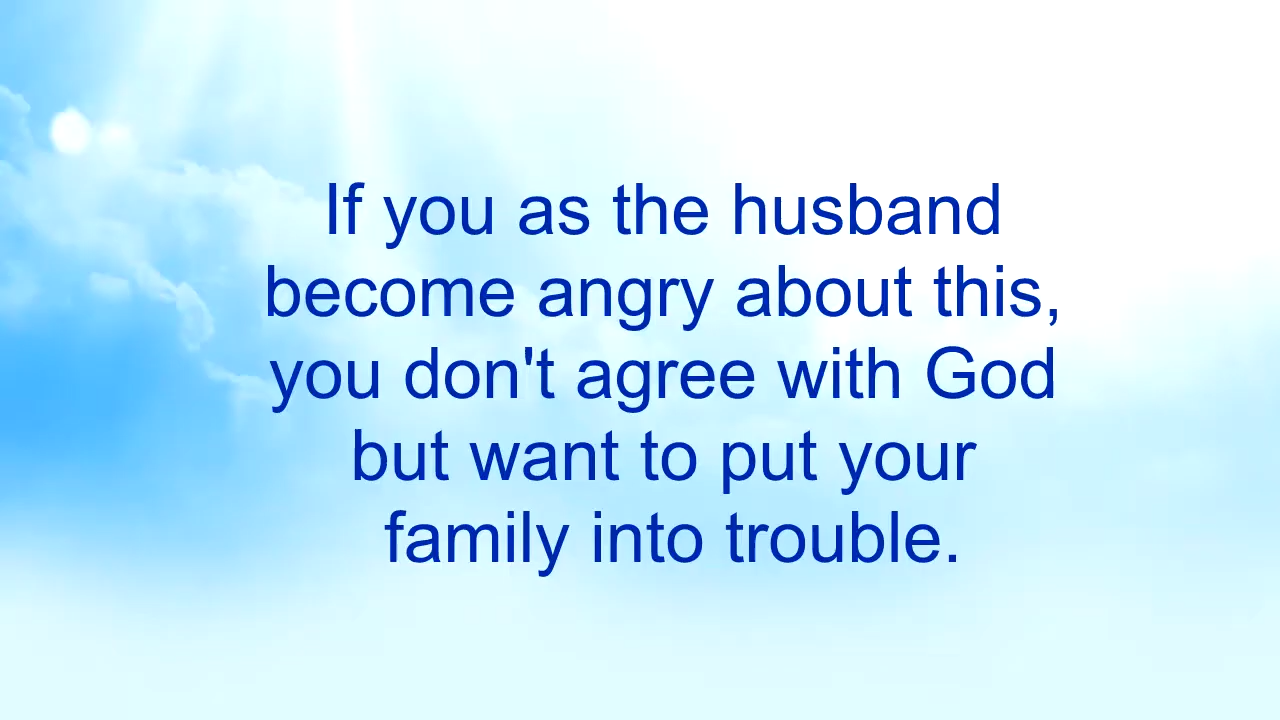 If you as the husband
become angry about this,
you don't agree with God
but want to put your
family into trouble.